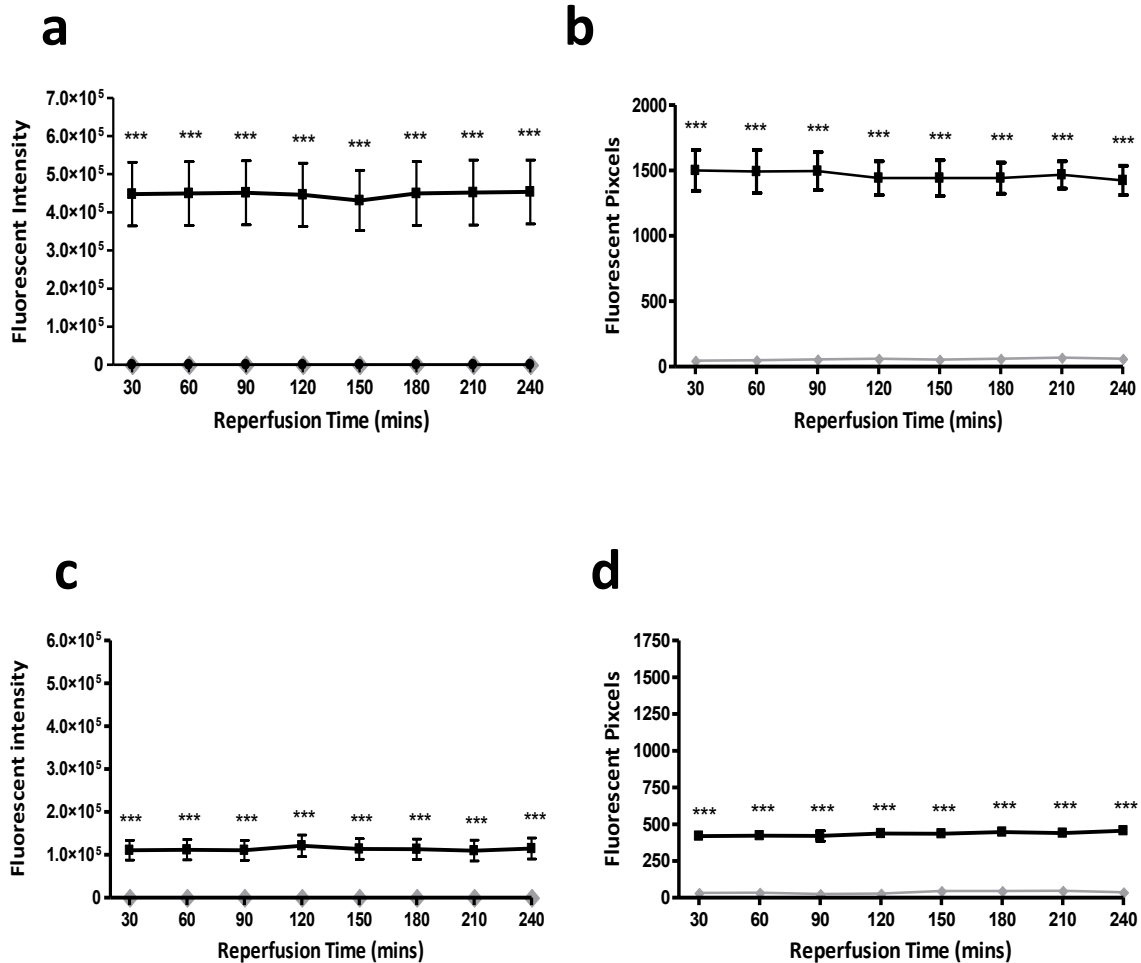 a
Fluorescent Intensity
7.0×10⁵
6.0×10⁵
5.0×10⁵
4.0×10⁵
3.0×10⁵
2.0×10⁵
1.0×10⁵
0
*** *** *** *** *** *** *** ***
30 60 90 120 150 180 210 240
Reperfusion Time (mins)
b
Fluorescent Pixcels
2000
1500
1000
500
0
*** *** *** *** *** *** *** ***
30 60 90 120 150 180 210 240
Reperfusion Time (mins)
c
Fluorescent intensity
6.0×10⁵
5.0×10⁵
4.0×10⁵
3.0×10⁵
2.0×10⁵
1.0×10⁵
0
*** *** *** *** *** *** *** ***
30 60 90 120 150 180 210 240
Reperfusion Time (mins)
d
Fluorescent Pixcels
1750
1500
1250
1000
750
500
250
0
*** *** *** *** *** *** *** ***
30 60 90 120 150 180 210 240
Reperfusion Time (mins)